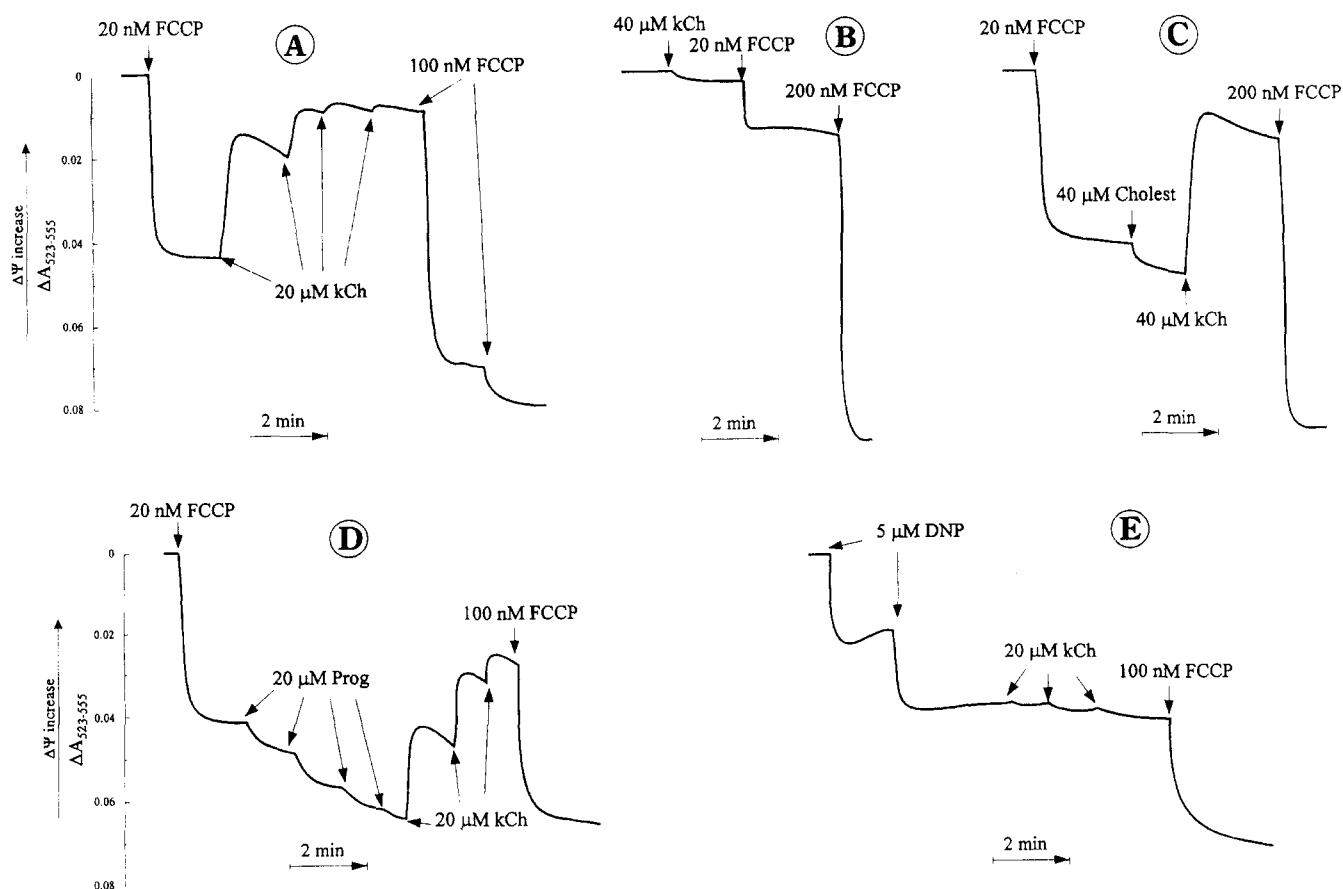 A
20 nM FCCP
100 nM FCCP
20 μM kCh
0
0.02
0.04
0.06
0.08
ΔΨ increase
ΔA523-555
2 min
B
40 μM kCh
20 nM FCCP
200 nM FCCP
2 min
C
20 nM FCCP
200 nM FCCP
40 μM Cholest
40 μM kCh
2 min
D
20 nM FCCP
20 μM Prog
100 nM FCCP
20 μM kCh
0
0.02
0.04
0.06
0.08
ΔΨ increase
ΔA523-555
2 min
E
5 μM DNP
20 μM kCh
100 nM FCCP
2 min